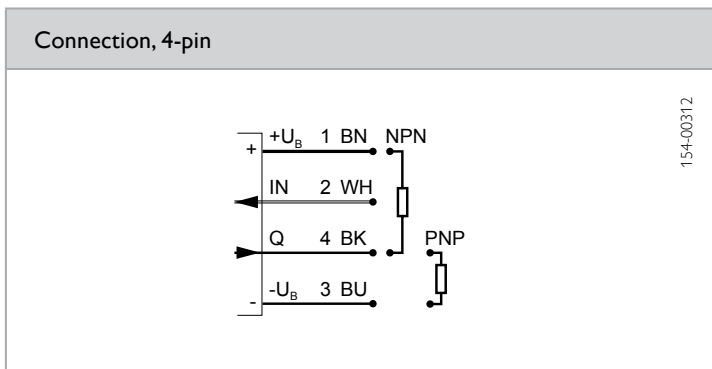 Connection, 4-pin
154-00312
+ +U_B 1 BN NPN
IN 2 WH
Q 4 BK PNP
- -U_B 3 BU